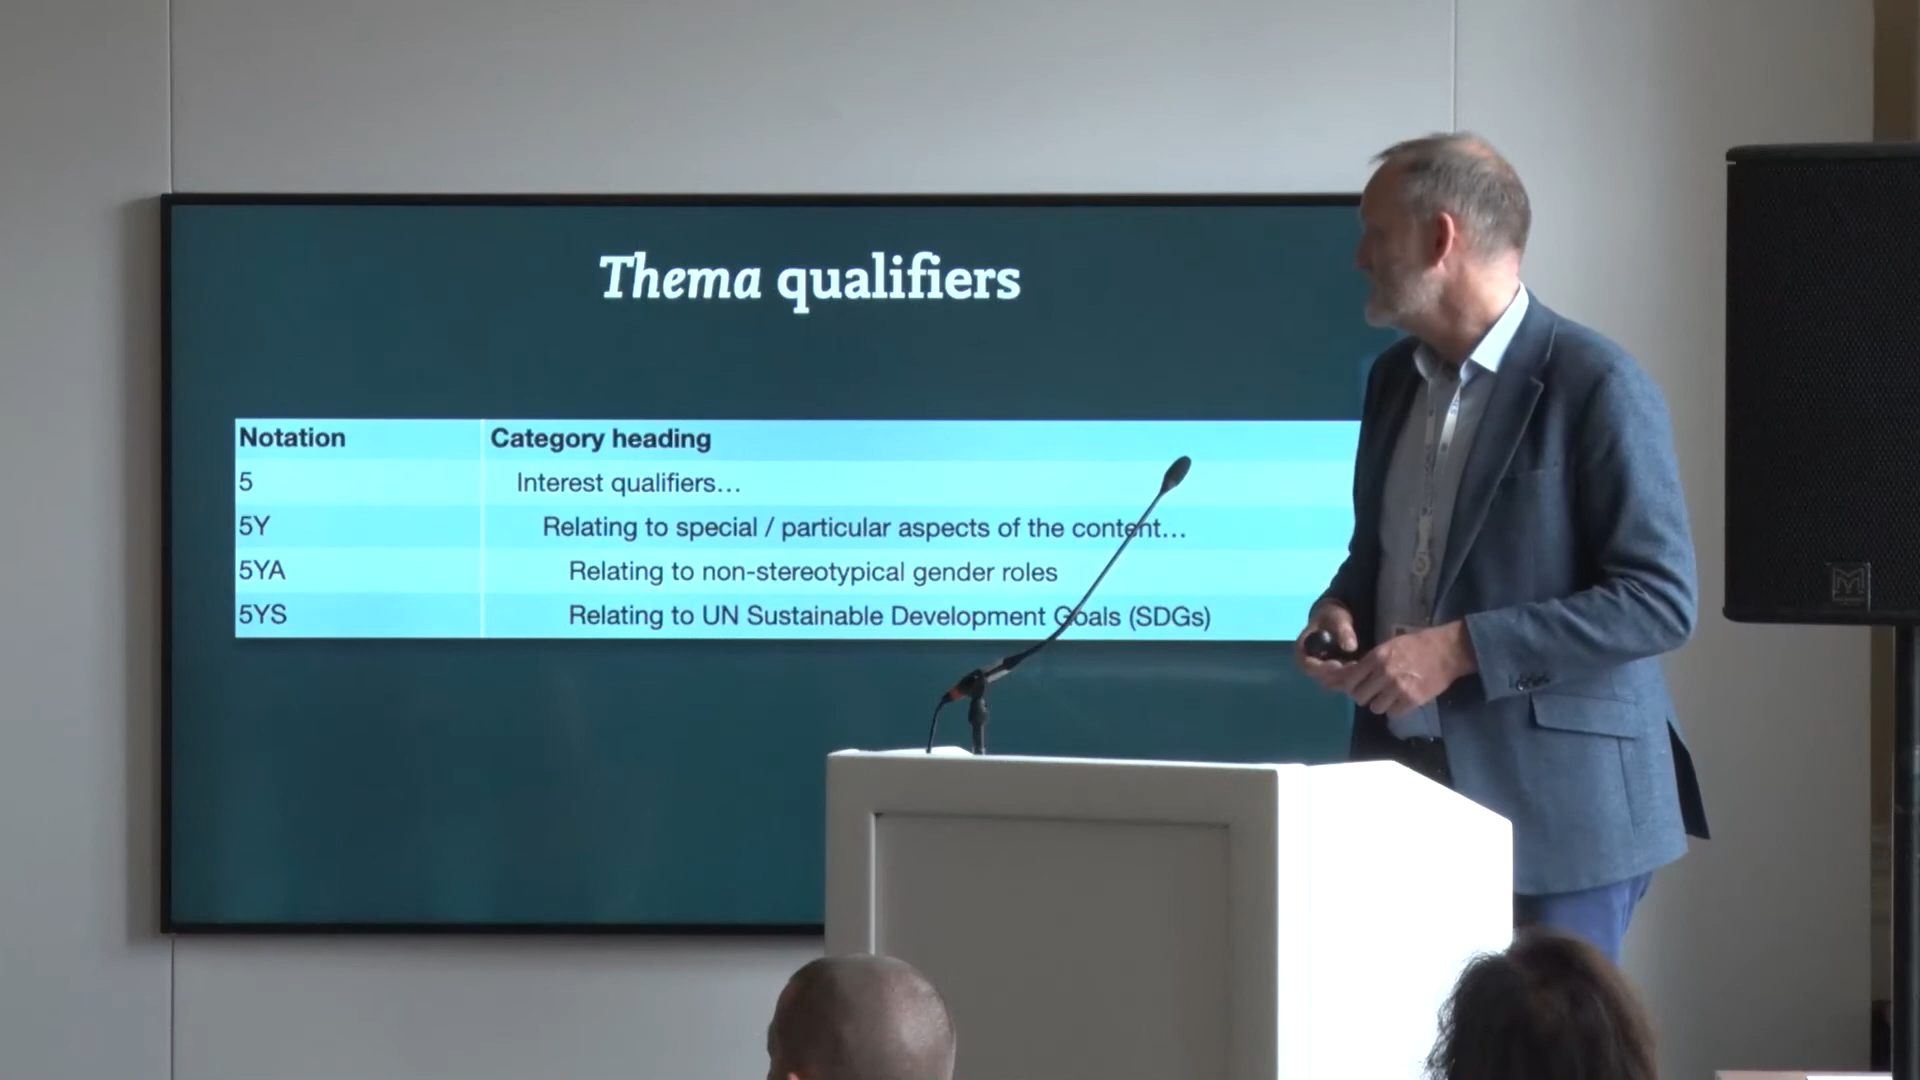 Thema qualifiers
Notation Category heading
5 Interest qualifiers…
5Y Relating to special / particular aspects of the content…
5YA Relating to non-stereotypical gender roles
5YS Relating to UN Sustainable Development Goals (SDGs)